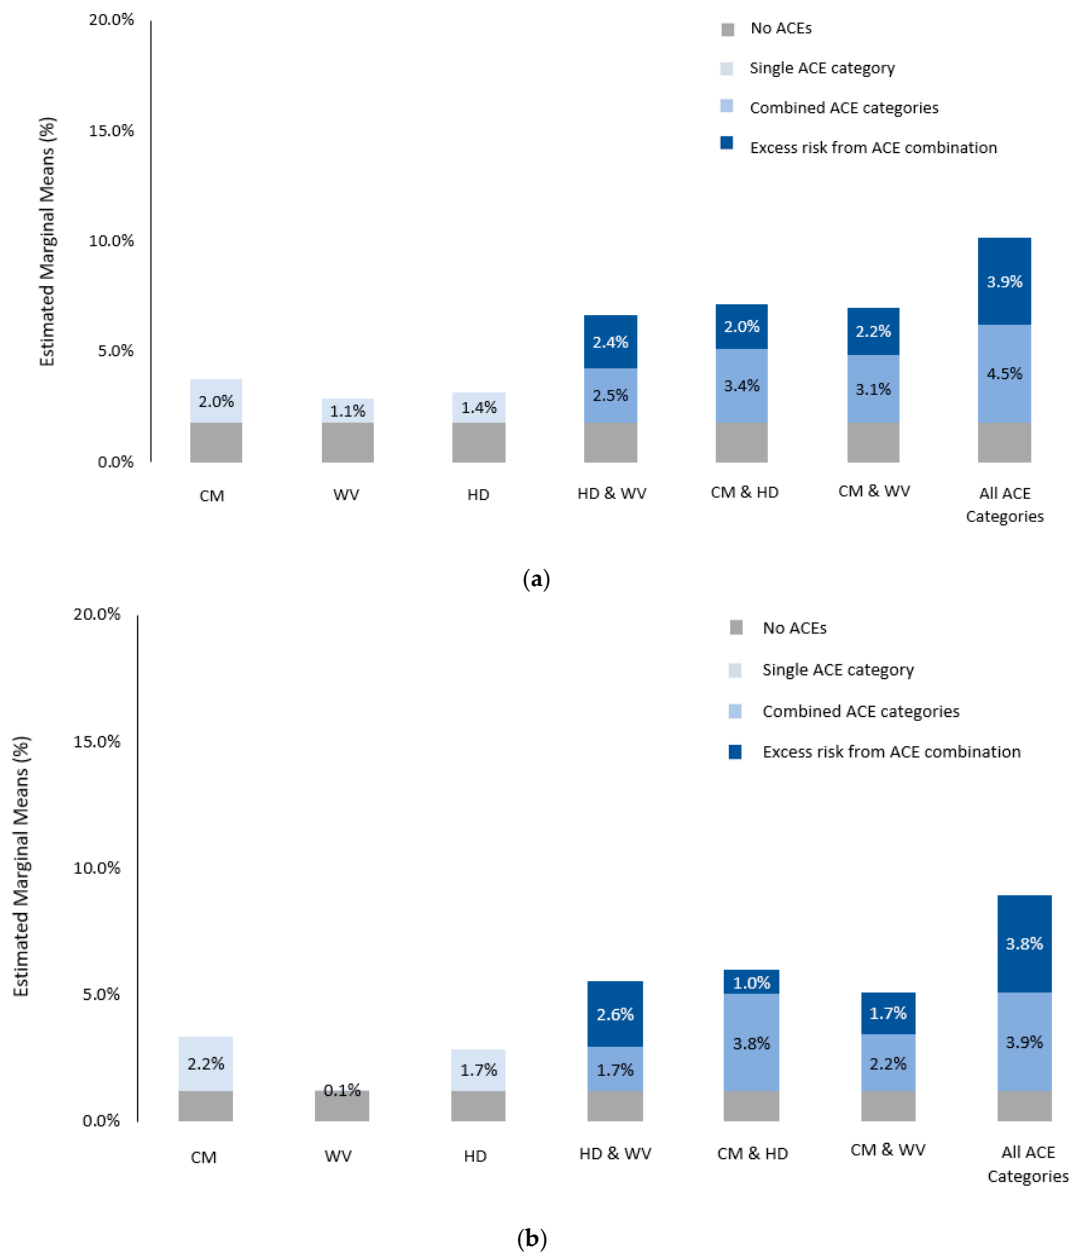 20.0%
No ACEs
Single ACE category
Combined ACE categories
Excess risk from ACE combination
15.0%
10.0%
5.0%
0.0%
Estimated Marginal Means (%)
2.0%
1.1%
1.4%
2.4%
2.5%
2.0%
3.4%
2.2%
3.1%
3.9%
4.5%
CM
WV
HD
HD & WV
CM & HD
CM & WV
All ACE
Categories
(a)
20.0%
No ACEs
Single ACE category
Combined ACE categories
Excess risk from ACE combination
15.0%
10.0%
5.0%
0.0%
Estimated Marginal Means (%)
2.2%
0.1%
1.7%
2.6%
1.7%
1.0%
3.8%
1.7%
2.2%
3.8%
3.9%
CM
WV
HD
HD & WV
CM & HD
CM & WV
All ACE
Categories
(b)